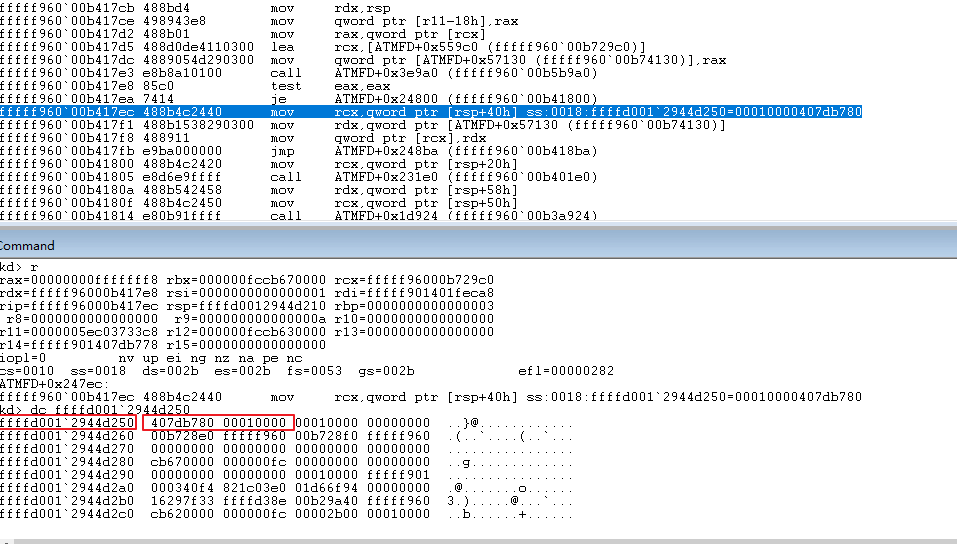 fffff960`00b417cb 488bd4 mov rdx,rsp
fffff960`00b417ce 498943e8 mov qword ptr [r11-18h],rax
fffff960`00b417d2 488b01 mov rax,qword ptr [rcx]
fffff960`00b417d5 488d0de4110300 lea rcx,[ATMFD+0x559c0 (fffff960`00b729c0)]
fffff960`00b417dc 4889054d290300 mov qword ptr [ATMFD+0x57130 (fffff960`00b74130)],rax
fffff960`00b417e3 e8b8a10100 call ATMFD+0x3e9a0 (fffff960`00b5b9a0)
fffff960`00b417e8 85c0 test eax,eax
fffff960`00b417ea 7414 je ATMFD+0x24800 (fffff960`00b41800)
fffff960`00b417ec 488b4c2440 mov rcx,qword ptr [rsp+40h] ss:0018:ffffd001`2944d250=00010000407db780
fffff960`00b417f1 488b1538290300 mov rdx,qword ptr [ATMFD+0x57130 (fffff960`00b74130)]
fffff960`00b417f8 488911 mov qword ptr [rcx],rdx
fffff960`00b417fb e9ba000000 jmp ATMFD+0x248ba (fffff960`00b418ba)
fffff960`00b41800 488b4c2420 mov rcx,qword ptr [rsp+20h]
fffff960`00b41805 e8d6e9ffff call ATMFD+0x231e0 (fffff960`00b401e0)
fffff960`00b4180a 488b542458 mov rdx,qword ptr [rsp+58h]
fffff960`00b4180f 488b4c2450 mov rcx,qword ptr [rsp+50h]
fffff960`00b41814 e80b91ffff call ATMFD+0x1d924 (fffff960`00b3a924)
Command
kd> r
rax=00000000fffffff8 rbx=000000fccb670000 rcx=fffff96000b729c0
rdx=fffff96000b417e8 rsi=0000000000000001 rdi=fffff901401feca8
rip=fffff96000b417ec rsp=ffffd0012944d210 rbp=0000000000000003
r8=0000000000000000 r9=000000000000000a r10=0000000000000000
r11=0000005ec03733c8 r12=000000fccb630000 r13=0000000000000000
r14=fffff901407db778 r15=0000000000000000
iopl=0 nv up ei ng nz na pe nc
cs=0010 ss=0018 ds=002b es=002b fs=0053 gs=002b efl=00000282
ATMFD+0x247ec:
fffff960`00b417ec 488b4c2440 mov rcx,qword ptr [rsp+40h] ss:0018:ffffd001`2944d250=00010000407db780
kd> dc ffffd001`2944d250
ffffd001`2944d250 407db780 00010000 00010000 00000000 ..}@............
ffffd001`2944d260 00b728e0 fffff960 00b728f0 fffff960 .(..`....(..`...
ffffd001`2944d270 00000000 00000000 00000000 00000000 ................
ffffd001`2944d280 cb670000 000000fc 00000000 00000000 ..g.............
ffffd001`2944d290 00000000 00000000 00010000 fffff901 ................
ffffd001`2944d2a0 000340f4 821c03e0 01d66f94 00000000 .@.......o......
ffffd001`2944d2b0 16297f33 ffffd38e 00b29a40 fffff960 3.).....@...`...
ffffd001`2944d2c0 cb620000 000000fc 00002b00 00010000 ..b......+......